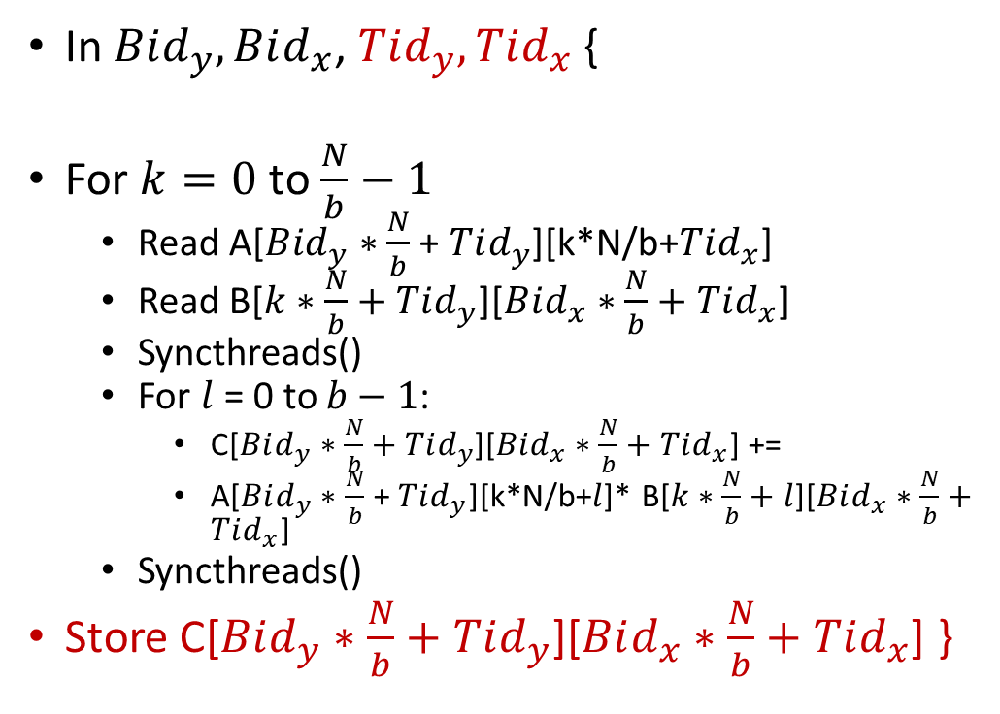 • In $Bid_y, Bid_x, Tid_y, Tid_x$ {
• For $k = 0$ to $\frac{N}{b} - 1$
• Read A[$Bid_y * \frac{N}{b} + Tid_y$][k*N/b+$Tid_x$]
• Read B[$k * \frac{N}{b} + Tid_y$][$Bid_x * \frac{N}{b} + Tid_x$]
• Syncthreads()
• For $l$ = 0 to $b - 1$:
• C[$Bid_y * \frac{N}{b} + Tid_y$][$Bid_x * \frac{N}{b} + Tid_x$] +=
• A[$Bid_y * \frac{N}{b} + Tid_y$][k*N/b+$l$]* B[$k * \frac{N}{b} + l$][$Bid_x * \frac{N}{b} +$
$Tid_x$]
• Syncthreads()
• Store C[$Bid_y * \frac{N}{b} + Tid_y$][$Bid_x * \frac{N}{b} + Tid_x$] }